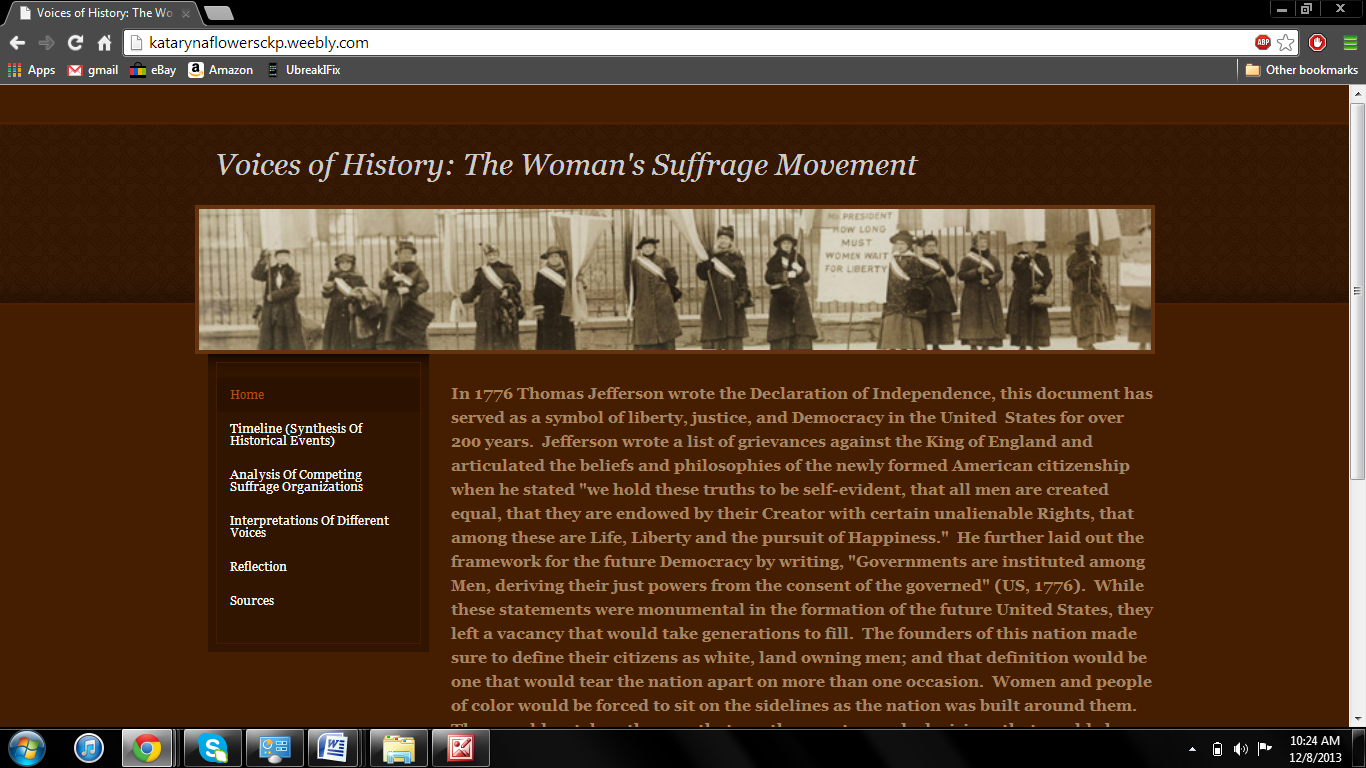 Voices of History: The Wo
katarynaflowersckp.weebly.com
ABP
Apps gmail eBay Amazon UbreakIFix Other bookmarks
Voices of History: The Woman's Suffrage Movement
MR PRESIDENT
HOW LONG
MUST
WOMEN WAIT
FOR LIBERTY
Home
Timeline (Synthesis Of
Historical Events)
Analysis Of Competing
Suffrage Organizations
Interpretations Of Different
Voices
Reflection
Sources
In 1776 Thomas Jefferson wrote the Declaration of Independence, this document has
served as a symbol of liberty, justice, and Democracy in the United  States for over
200 years.  Jefferson wrote a list of grievances against the King of England and
articulated the beliefs and philosophies of the newly formed American citizenship
when he stated "we hold these truths to be self-evident, that all men are created
equal, that they are endowed by their Creator with certain unalienable Rights, that
among these are Life, Liberty and the pursuit of Happiness."  He further laid out the
framework for the future Democracy by writing, "Governments are instituted among
Men, deriving their just powers from the consent of the governed" (US, 1776).  While
these statements were monumental in the formation of the future United States, they
left a vacancy that would take generations to fill.  The founders of this nation made
sure to define their citizens as white, land owning men; and that definition would be
one that would tear the nation apart on more than one occasion.  Women and people
of color would be forced to sit on the sidelines as the nation was built around them.
10:24 AM
12/8/2013